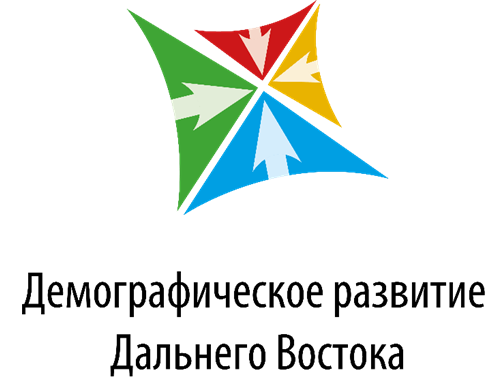 Демографическое развитие
Дальнего Востока